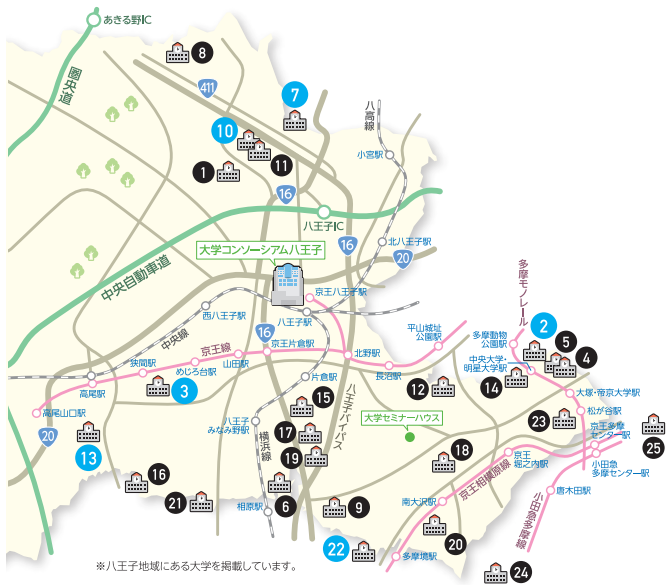 あきる野IC
8
圏央道
411
7
八高線
10
小宮駅
1
11
16
八王子IC
大学コンソーシアム八王子
16
北八王子駅
20
中央自動車道
京王八王子駅
多摩モノレール
西八王子駅
八王子駅
平山城址
公園駅
多摩動物
公園駅
2
5
4
中央線
16
京王線
京王片倉駅
北野駅
中央大学・
明星大学駅
狭間駅
めじろ台駅
山田駅
長沼駅
14
高尾駅
3
片倉駅
12
大塚・帝京大学駅
高尾山口駅
15
八王子バイパス
大学セミナーハウス
23
松が谷駅
20
八王子
みなみ野駅
17
京王多摩
センター駅
25
13
横浜線
19
18
京王
堀之内駅
小田急
多摩センター駅
16
京王相模原線
21
相原駅
6
9
南大沢駅
唐木田駅
20
小田急多摩線
22
多摩境駅
24
※八王子地域にある大学を掲載しています。